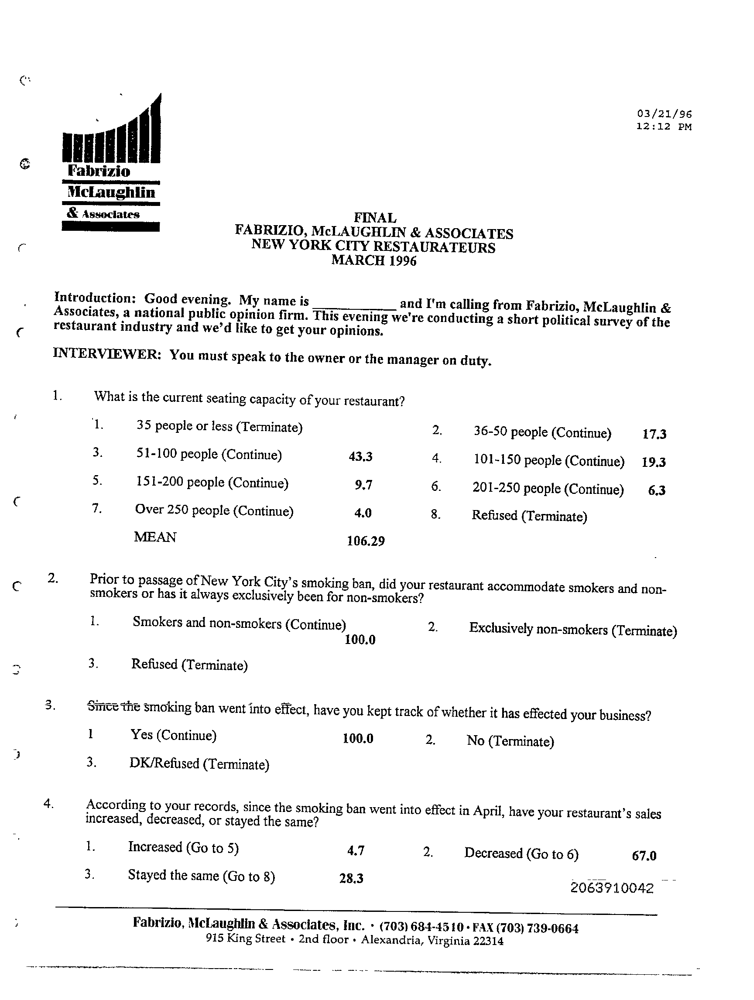 03/21/96
12:12 PM
Fabrizio
McLaughlin
& Associates
FINAL
FABRIZIO, McLAUGHLIN & ASSOCIATES
NEW YORK CITY RESTAURATEURS
MARCH 1996
Introduction: Good evening. My name is __________ and I'm calling from Fabrizio, McLaughlin &
Associates, a national public opinion firm. This evening we're conducting a short political survey of the
restaurant industry and we'd like to get your opinions.
INTERVIEWER: You must speak to the owner or the manager on duty.
1. What is the current seating capacity of your restaurant?
1. 35 people or less (Terminate) 2. 36-50 people (Continue) 17.3
3. 51-100 people (Continue) 43.3 4. 101-150 people (Continue) 19.3
5. 151-200 people (Continue) 9.7 6. 201-250 people (Continue) 6.3
7. Over 250 people (Continue) 4.0 8. Refused (Terminate)
MEAN 106.29
2. Prior to passage of New York City's smoking ban, did your restaurant accommodate smokers and non-
smokers or has it always exclusively been for non-smokers?
1. Smokers and non-smokers (Continue) 2. Exclusively non-smokers (Terminate)
100.0
3. Refused (Terminate)
3. Since the smoking ban went into effect, have you kept track of whether it has effected your business?
1 Yes (Continue) 100.0 2. No (Terminate)
3. DK/Refused (Terminate)
4. According to your records, since the smoking ban went into effect in April, have your restaurant's sales
increased, decreased, or stayed the same?
1. Increased (Go to 5) 4.7 2. Decreased (Go to 6) 67.0
3. Stayed the same (Go to 8) 28.3
2063910042
Fabrizio, McLaughlin & Associates, Inc. · (703) 684-4510 · FAX (703) 739-0664
915 King Street · 2nd floor · Alexandria, Virginia 22314